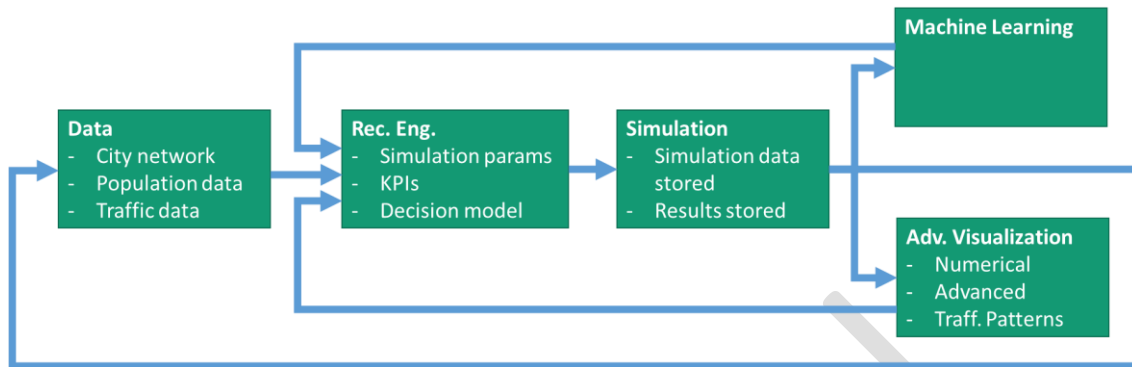 Machine Learning
Data
- City network
- Population data
- Traffic data
Rec. Eng.
- Simulation params
- KPIs
- Decision model
Simulation
- Simulation data
stored
- Results stored
Adv. Visualization
- Numerical
- Advanced
- Traff. Patterns